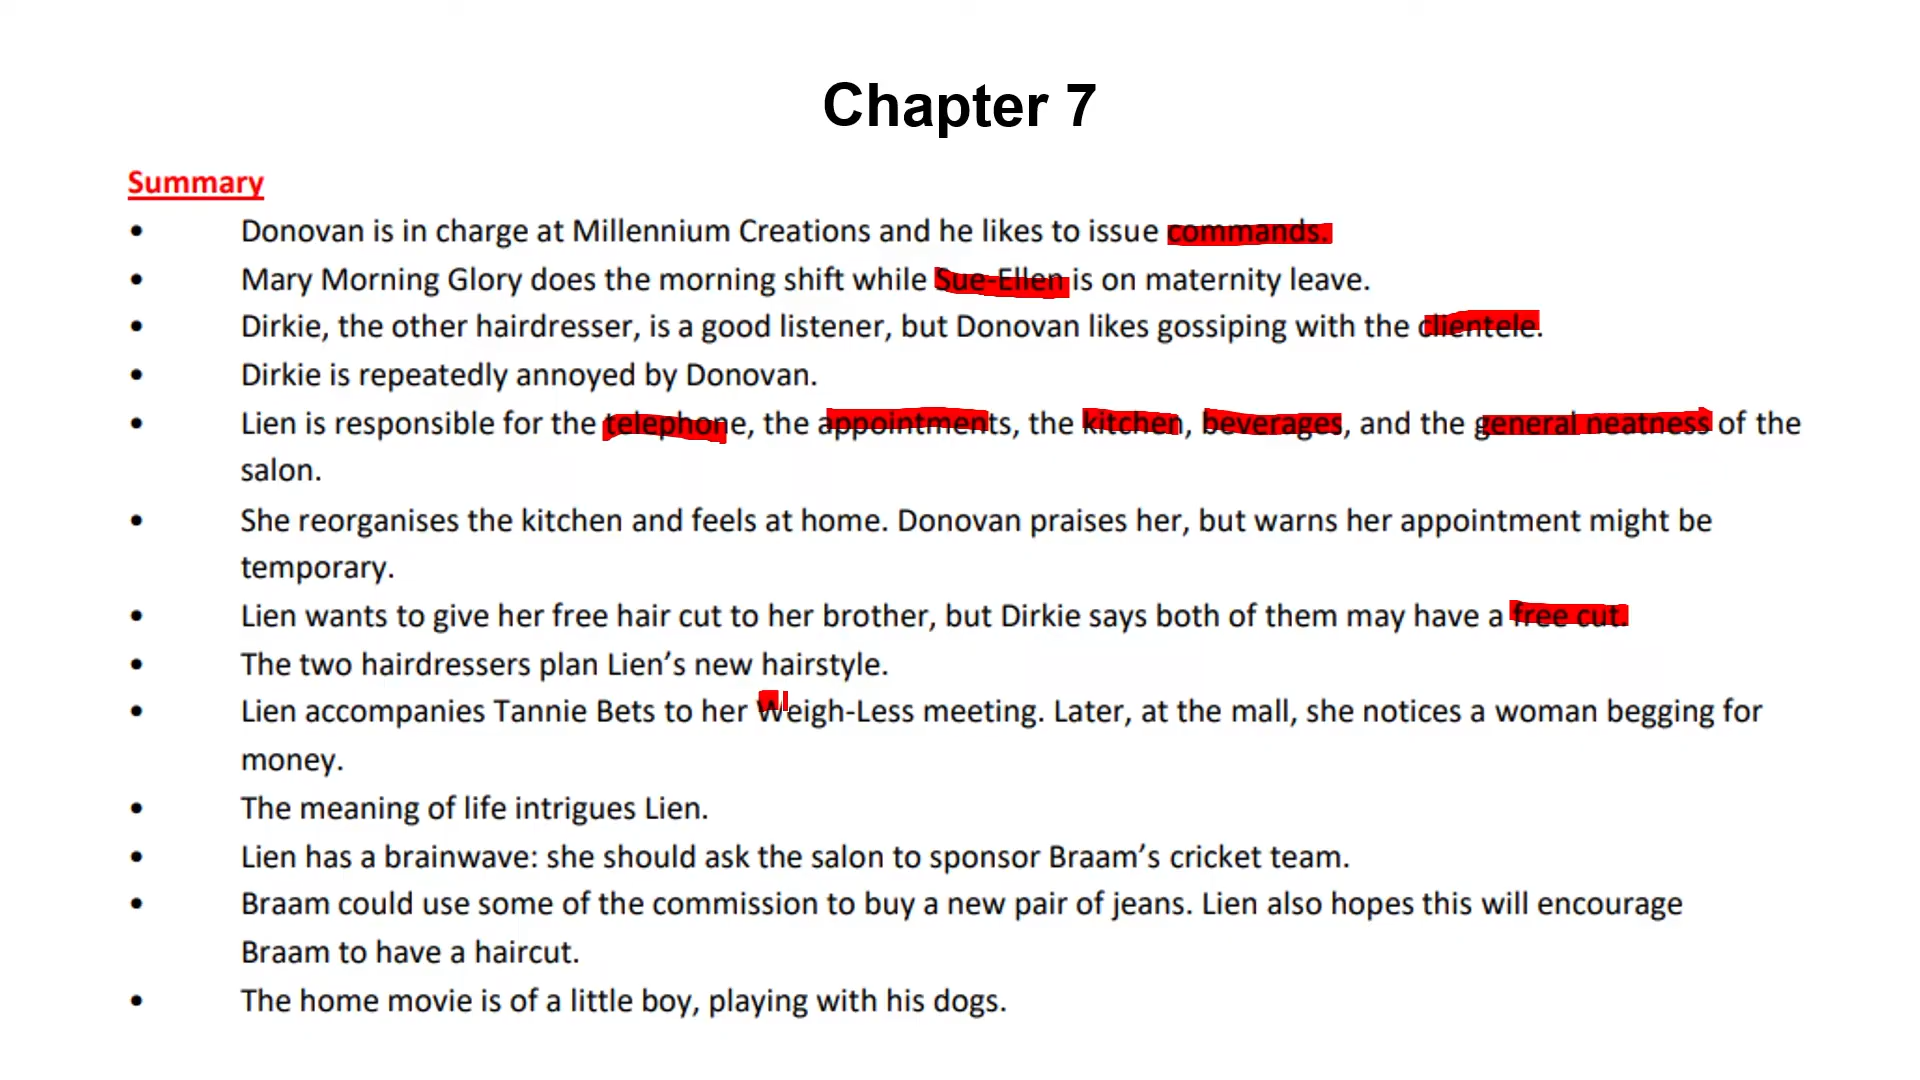 Chapter 7
Summary
• Donovan is in charge at Millennium Creations and he likes to issue commands.
• Mary Morning Glory does the morning shift while Sue-Ellen is on maternity leave.
• Dirkie, the other hairdresser, is a good listener, but Donovan likes gossiping with the clientele.
• Dirkie is repeatedly annoyed by Donovan.
• Lien is responsible for the telephone, the appointments, the kitchen, beverages, and the general neatness of the
salon.
• She reorganises the kitchen and feels at home. Donovan praises her, but warns her appointment might be
temporary.
• Lien wants to give her free hair cut to her brother, but Dirkie says both of them may have a free cut.
• The two hairdressers plan Lien’s new hairstyle.
• Lien accompanies Tannie Bets to her Weigh-Less meeting. Later, at the mall, she notices a woman begging for
money.
• The meaning of life intrigues Lien.
• Lien has a brainwave: she should ask the salon to sponsor Braam’s cricket team.
• Braam could use some of the commission to buy a new pair of jeans. Lien also hopes this will encourage
Braam to have a haircut.
• The home movie is of a little boy, playing with his dogs.